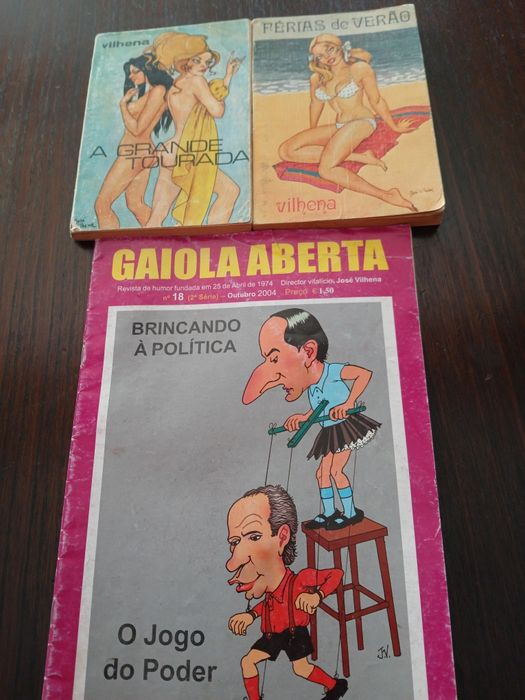 vilhena
A GRANDE
TOURADA
FÉRIAS de VERÃO
vilhena
GAIOLA ABERTA
Revista de humor fundada em 25 de Abril de 1974 Director vitalício, José Vilhena
nº 18 (2ª Série) – Outubro 2004 Preço € 1,50
BRINCANDO
À POLÍTICA
O Jogo
do Poder
J.V.